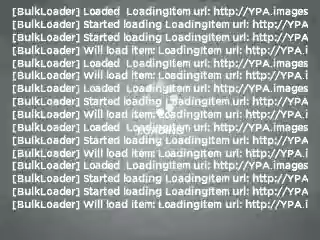 [BulkLoader] Loaded LoadingItem url: http://YPA.images
[BulkLoader] Started loading LoadingItem url: http://YPA
[BulkLoader] Will load item: LoadingItem url: http://YPA.i
[BulkLoader] Started loading LoadingItem url: http://YPA
[BulkLoader] Loaded LoadingItem url: http://YPA.images
[BulkLoader] Will load item: LoadingItem url: http://YPA.i
[BulkLoader] Loaded LoadingItem url: http://YPA.images
[BulkLoader] Started loading LoadingItem url: http://YPA
[BulkLoader] Will load item: LoadingItem url: http://YPA.i
[BulkLoader] Loaded LoadingItem url: http://YPA.images
LOADING
[BulkLoader] Started loading LoadingItem url: http://YPA
[BulkLoader] Will load item: LoadingItem url: http://YPA.i
[BulkLoader] Loaded LoadingItem url: http://YPA.images
[BulkLoader] Started loading LoadingItem url: http://YPA
[BulkLoader] Started loading LoadingItem url: http://YPA
[BulkLoader] Will load item: LoadingItem url: http://YPA.i